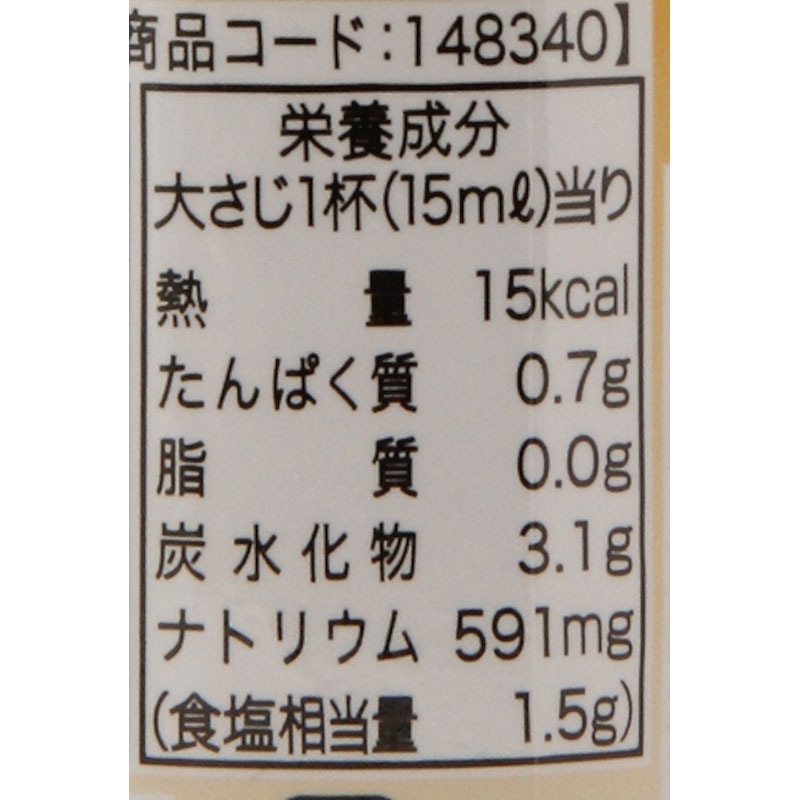 商品コード:148340】
栄養成分
大さじ1杯(15mℓ)当り
熱量 15kcal
たんぱく質 0.7g
脂質 0.0g
炭水化物 3.1g
ナトリウム 591mg
(食塩相当量 1.5g)